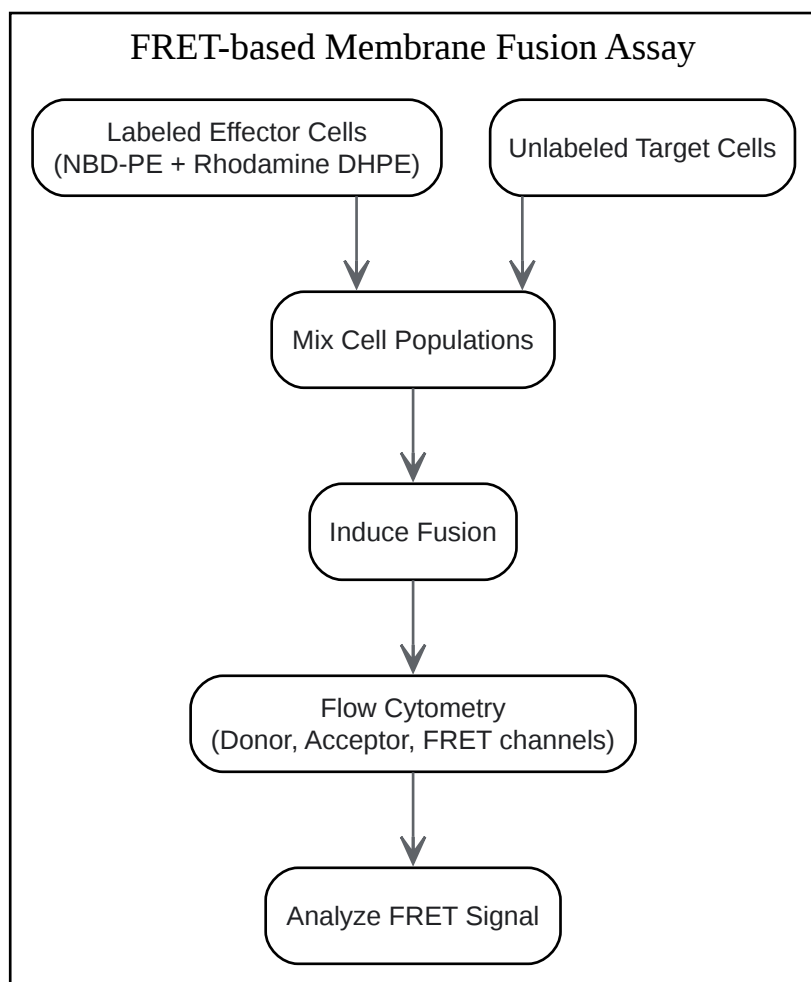 FRET-based Membrane Fusion Assay
Labeled Effector Cells
(NBD-PE + Rhodamine DHPE)
Unlabeled Target Cells
Mix Cell Populations
Induce Fusion
Flow Cytometry
(Donor, Acceptor, FRET channels)
Analyze FRET Signal